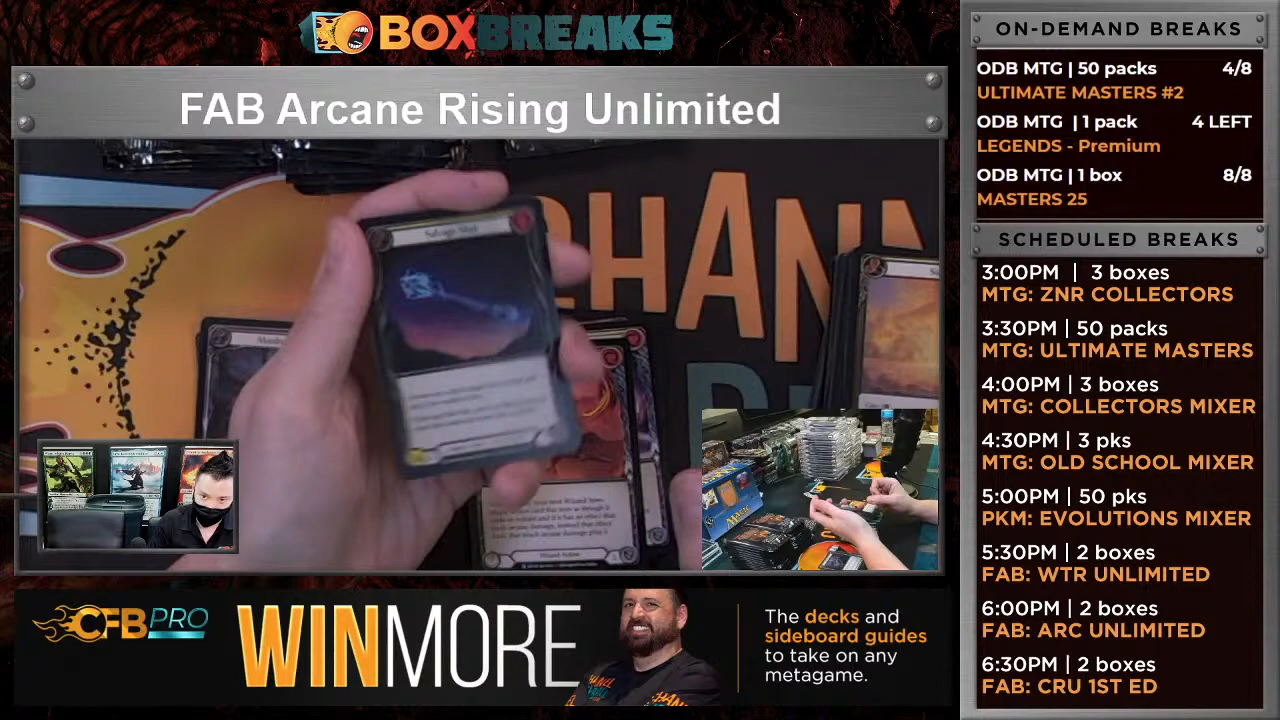 BOXBREAKS
FAB Arcane Rising Unlimited
Salvage Shot
Wizard Action
MAGIC
CFB PRO
WINMORE
The decks and
sideboard guides
to take on any
metagame.
ON-DEMAND BREAKS
ODB MTG | 50 packs 4/8
ULTIMATE MASTERS #2
ODB MTG | 1 pack 4 LEFT
LEGENDS - Premium
ODB MTG | 1 box 8/8
MASTERS 25
SCHEDULED BREAKS
3:00PM | 3 boxes
MTG: ZNR COLLECTORS
3:30PM | 50 packs
MTG: ULTIMATE MASTERS
4:00PM | 3 boxes
MTG: COLLECTORS MIXER
4:30PM | 3 pks
MTG: OLD SCHOOL MIXER
5:00PM | 50 pks
PKM: EVOLUTIONS MIXER
5:30PM | 2 boxes
FAB: WTR UNLIMITED
6:00PM | 2 boxes
FAB: ARC UNLIMITED
6:30PM | 2 boxes
FAB: CRU 1ST ED